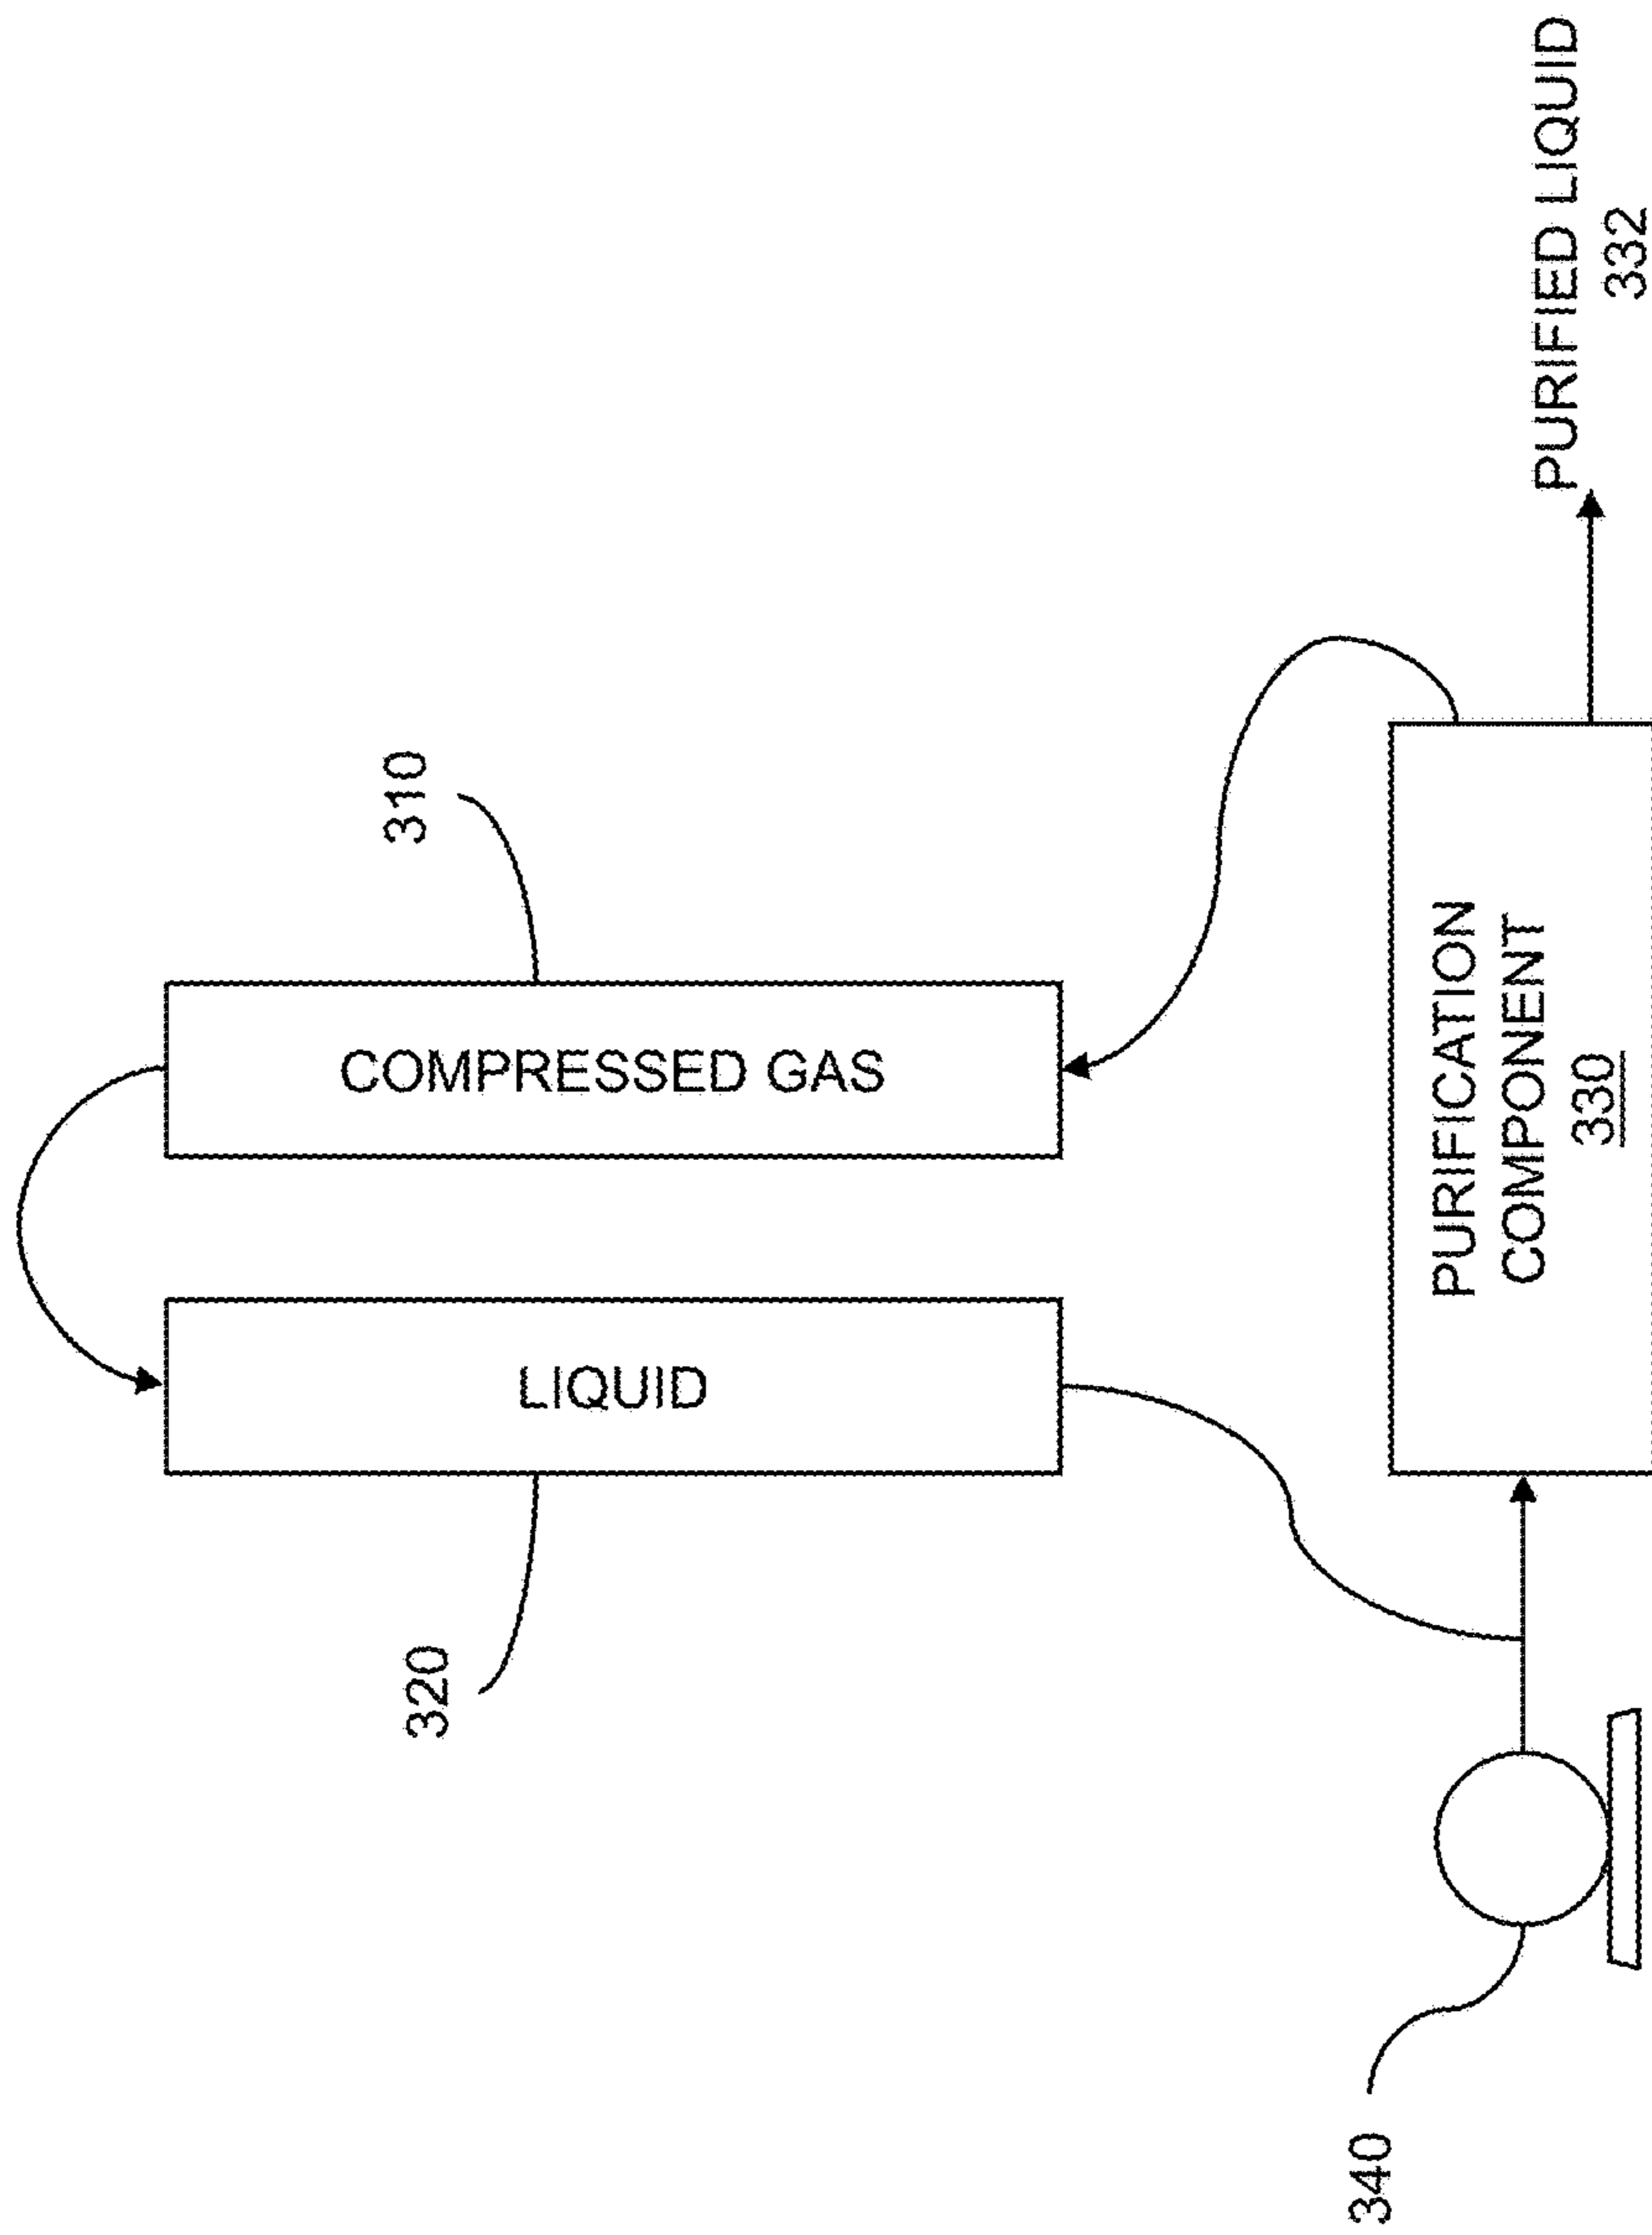 310
COMPRESSED GAS
LIQUID
320
PURIFIED LIQUID
332
PURIFICATION
COMPONENT
330
340